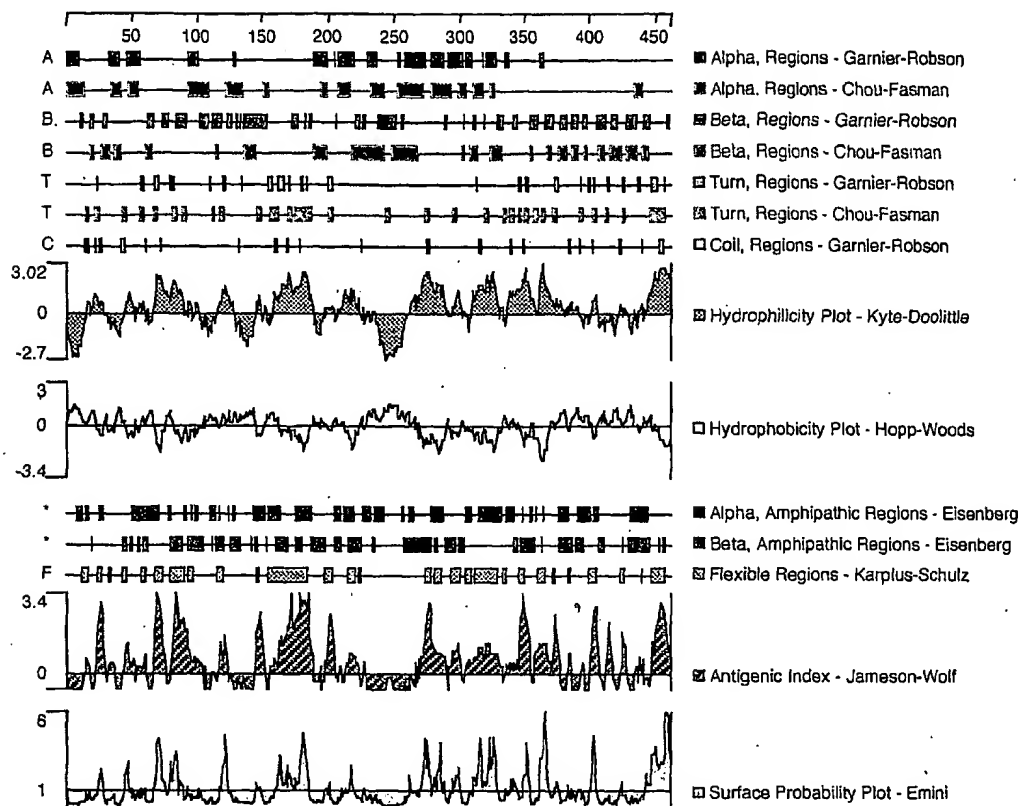 50 100 150 200 250 300 350 400 450
A Alpha, Regions - Garnier-Robson
A Alpha, Regions - Chou-Fasman
B. Beta, Regions - Garnier-Robson
B Beta, Regions - Chou-Fasman
T Turn, Regions - Garnier-Robson
T Turn, Regions - Chou-Fasman
C Coil, Regions - Garnier-Robson
3.02
0 Hydrophilicity Plot - Kyte-Doolittle
-2.7
3
0 Hydrophobicity Plot - Hopp-Woods
-3.4
* Alpha, Amphipathic Regions - Eisenberg
* Beta, Amphipathic Regions - Eisenberg
F Flexible Regions - Karplus-Schulz
3.4
0 Antigenic Index - Jameson-Wolf
6
1 Surface Probability Plot - Emini